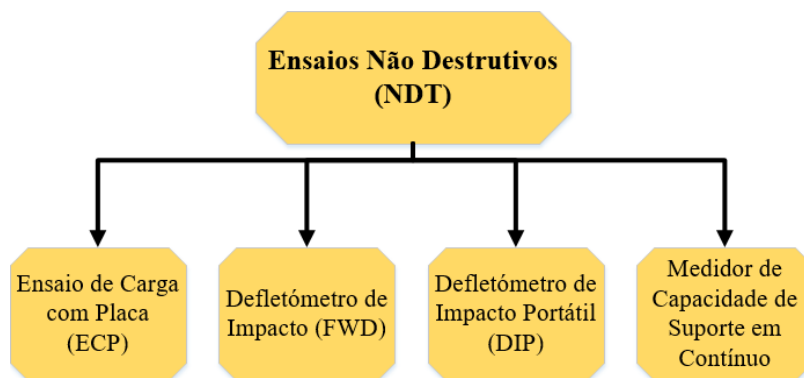 Ensaios Não Destrutivos
(NDT)
Ensaio de Carga
com Placa
(ECP)
Defletómetro de
Impacto (FWD)
Defletómetro de
Impacto Portátil
(DIP)
Medidor de
Capacidade de
Suporte em
Contínuo